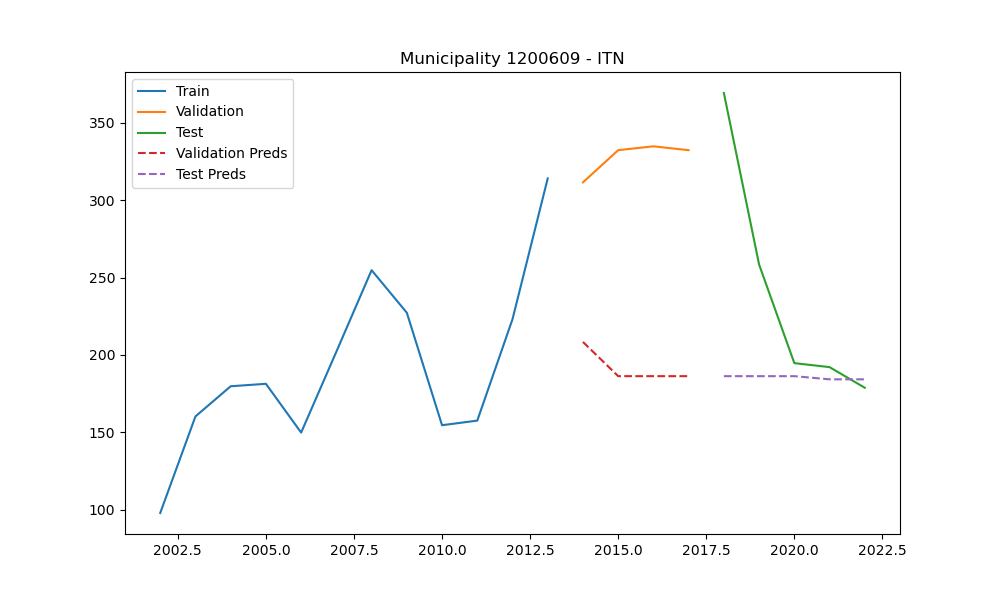 Municipality 1200609 - ITN
Train
Validation
Test
Validation Preds
Test Preds
350
300
250
200
150
100
2002.5 2005.0 2007.5 2010.0 2012.5 2015.0 2017.5 2020.0 2022.5